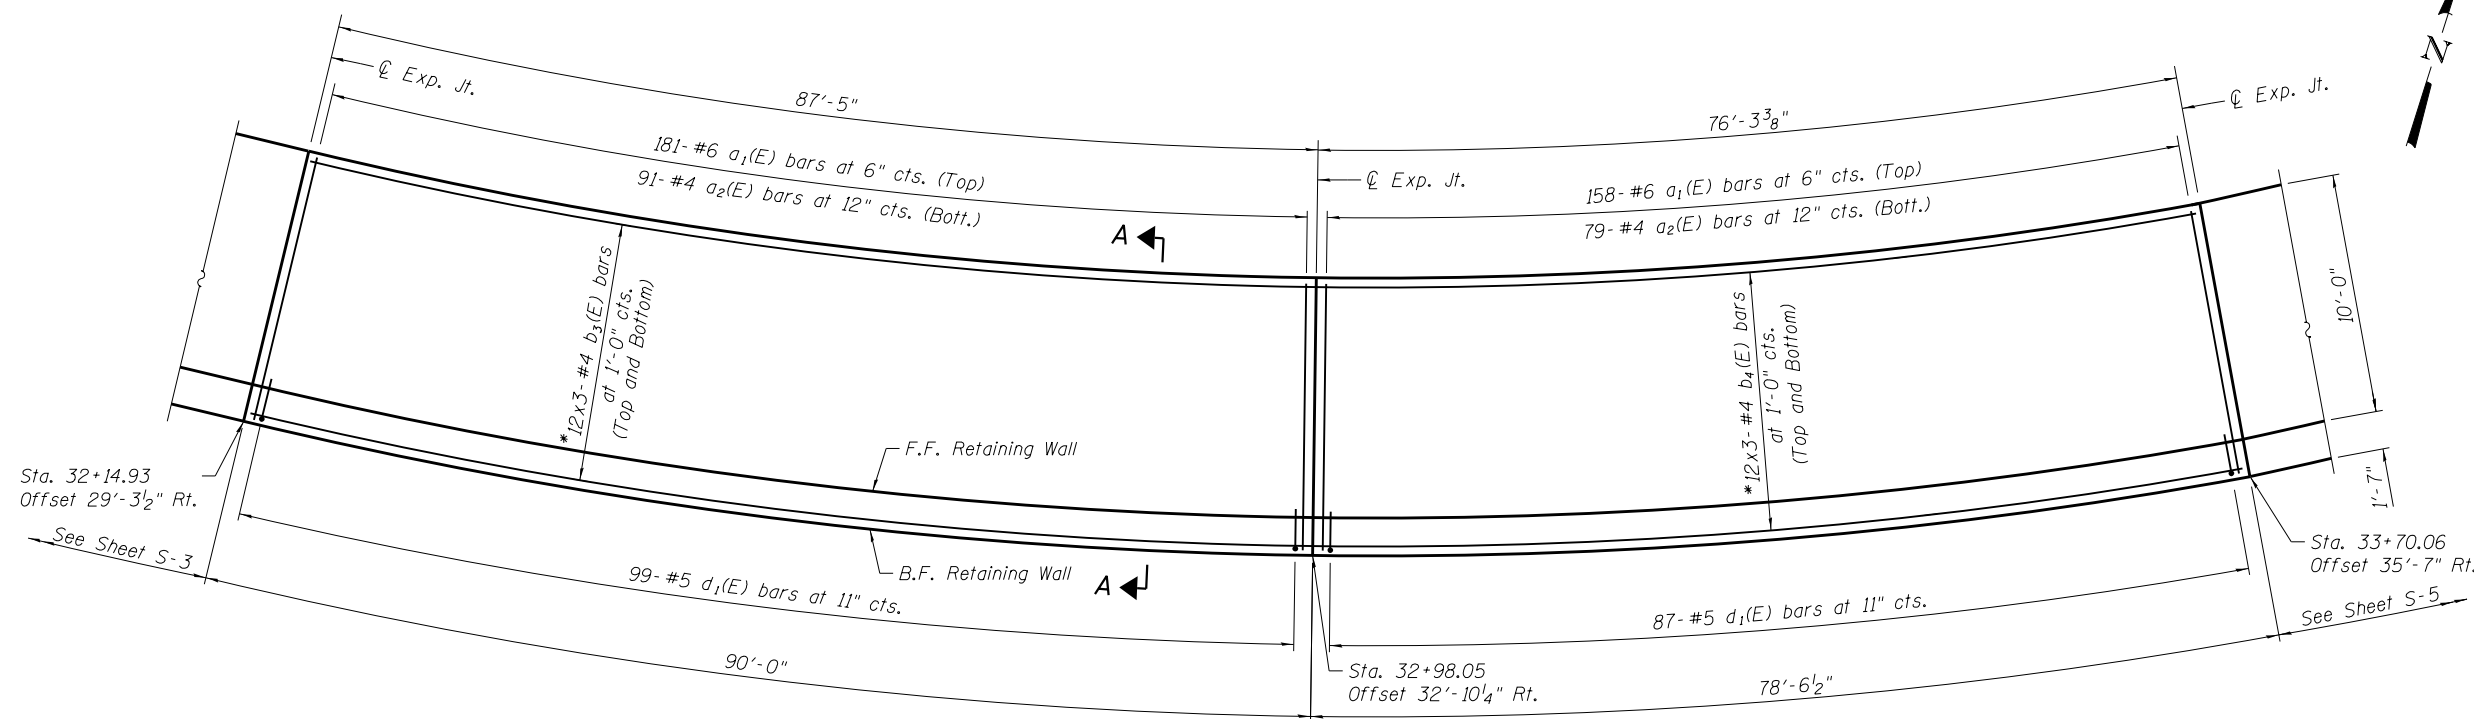 ℄ Exp. Jt.
87'-5"
181-#6 a₁(E) bars at 6" cts. (Top)
91-#4 a₂(E) bars at 12" cts. (Bott.)
76'-3⅜"
℄ Exp. Jt.
℄ Exp. Jt.
158-#6 a₁(E) bars at 6" cts. (Top)
79-#4 a₂(E) bars at 12" cts. (Bott.)
N
A
*12x3-#4 b₃(E) bars
at 1'-0" cts.
(Top and Bottom)
*12x3-#4 b₄(E) bars
at 1'-0" cts.
(Top and Bottom)
10'-0"
1'-7"
F.F. Retaining Wall
B.F. Retaining Wall
A
Sta. 32+14.93
Offset 29'-3½" Rt.
See Sheet S-3
99-#5 d₁(E) bars at 11" cts.
90'-0"
87-#5 d₁(E) bars at 11" cts.
Sta. 32+98.05
Offset 32'-10¼" Rt.
78'-6½"
Sta. 33+70.06
Offset 35'-7" Rt.
See Sheet S-5